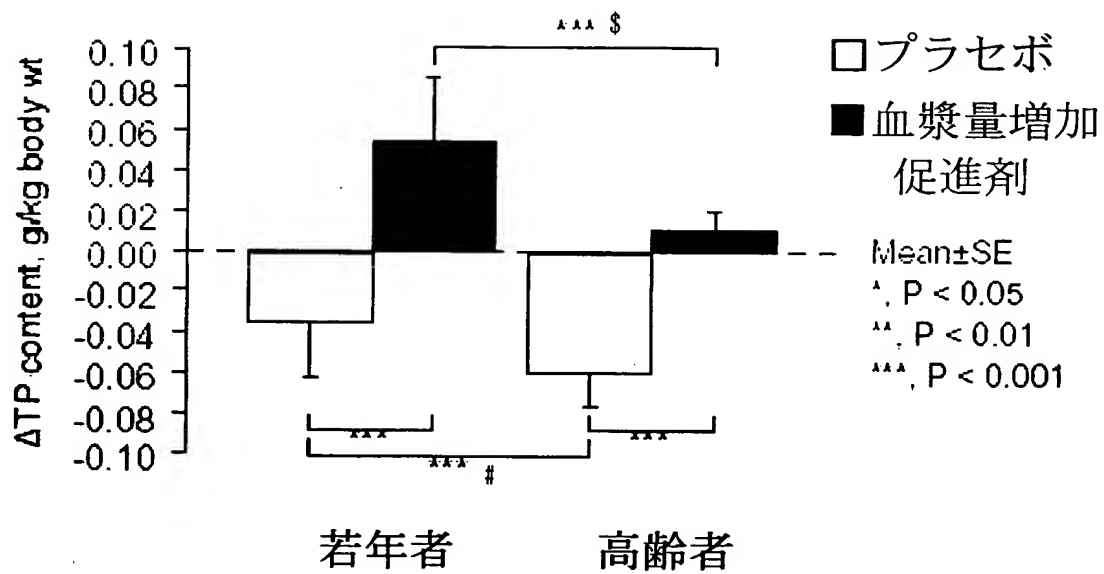 *** $
プラセボ
血漿量増加
促進剤
ΔTP content, g/kg body wt
0.10
0.08
0.06
0.04
0.02
0.00
-0.02
-0.04
-0.06
-0.08
-0.10
Mean±SE
*, P < 0.05
**, P < 0.01
***, P < 0.001
***
***
*** #
若年者
高齢者